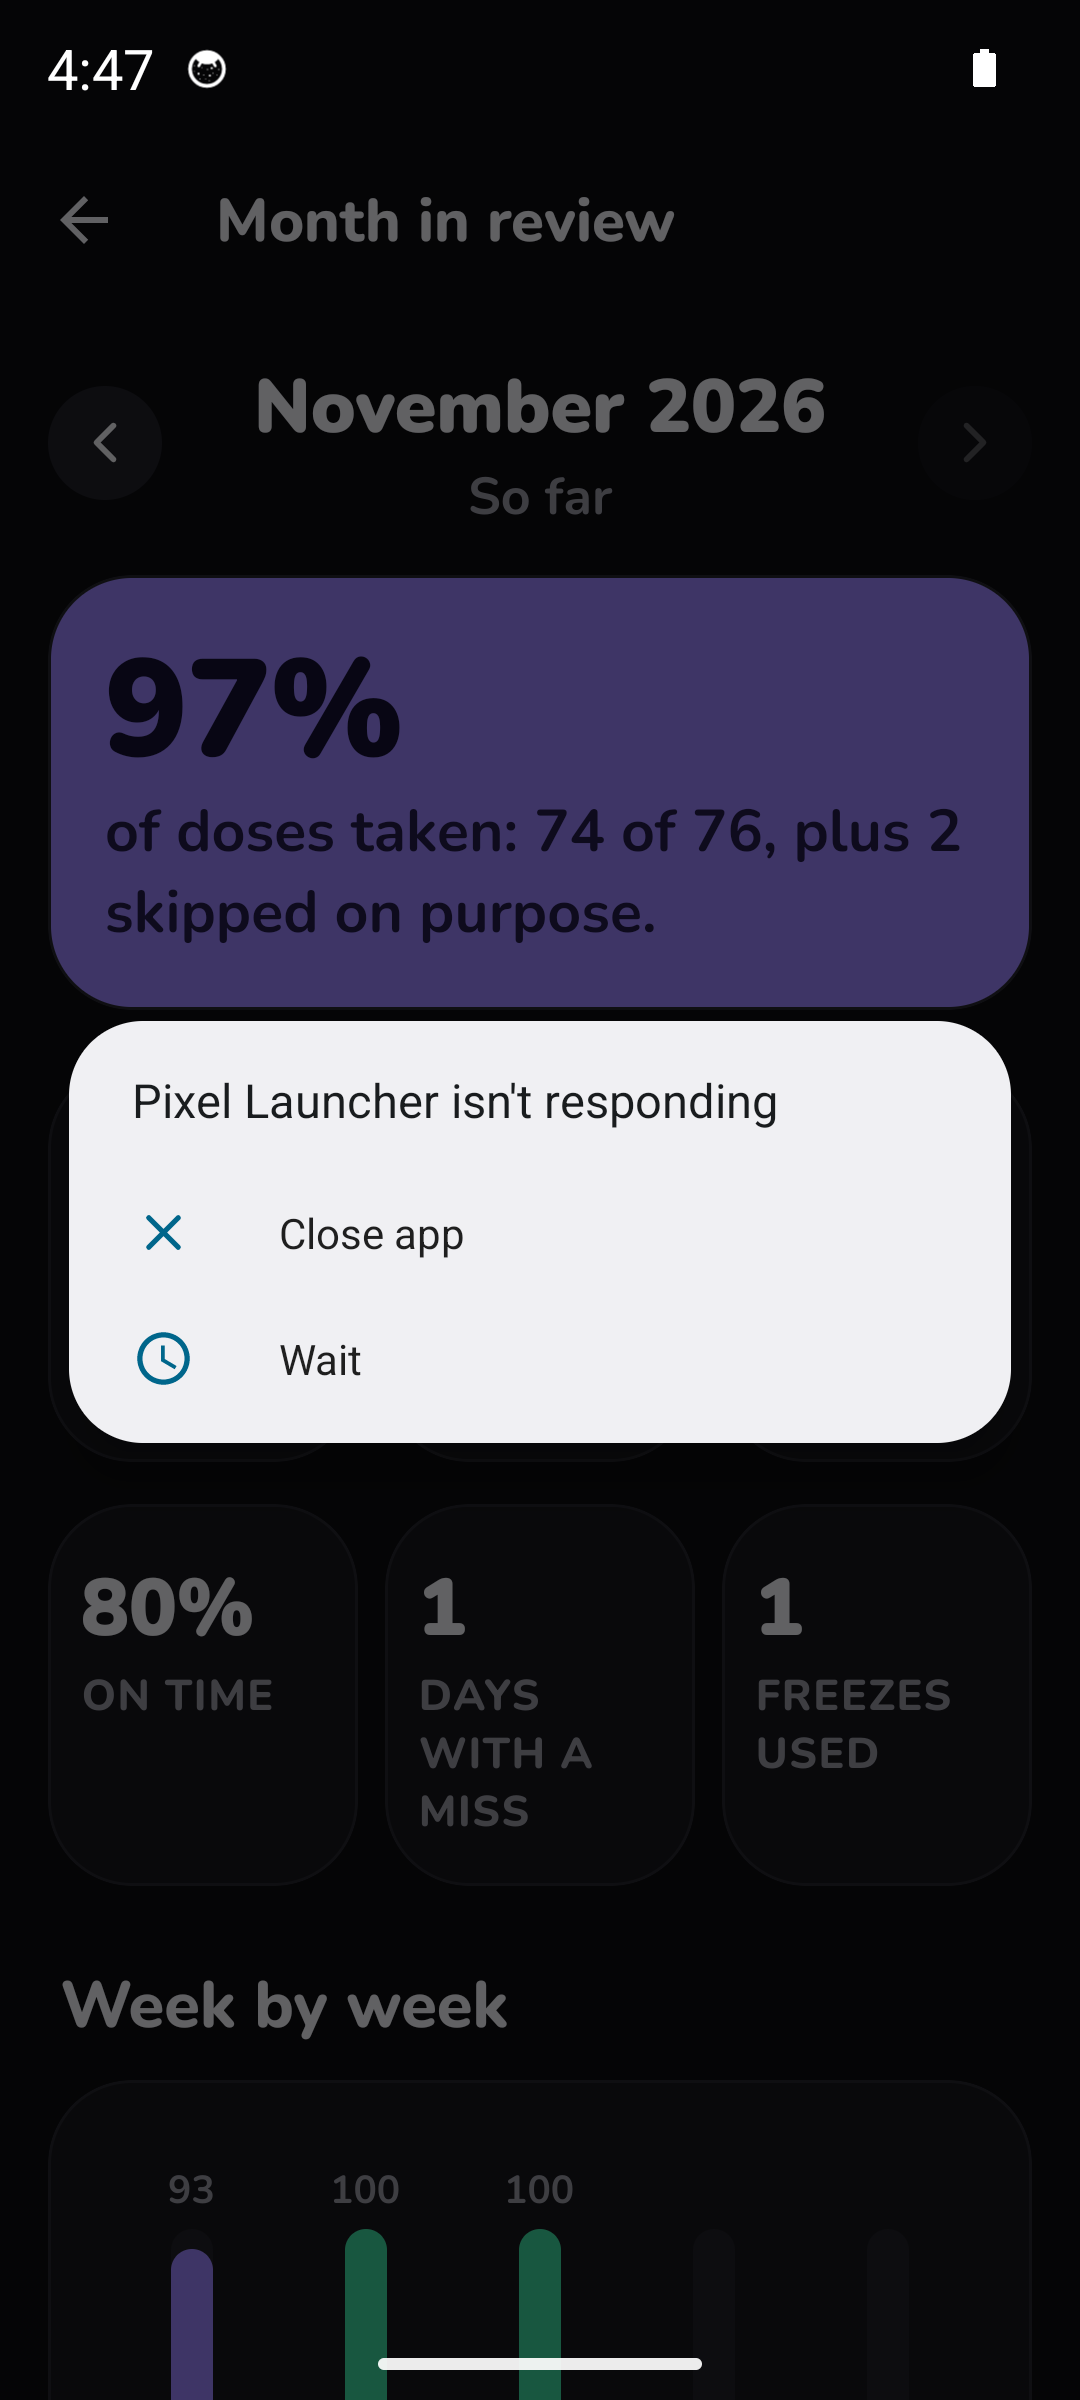 4:47
Month in review
November 2026
So far
97%
of doses taken: 74 of 76, plus 2
skipped on purpose.
Pixel Launcher isn't responding
Close app
Wait
80%
ON TIME
1
DAYS
WITH A
MISS
1
FREEZES
USED
Week by week
93
100
100